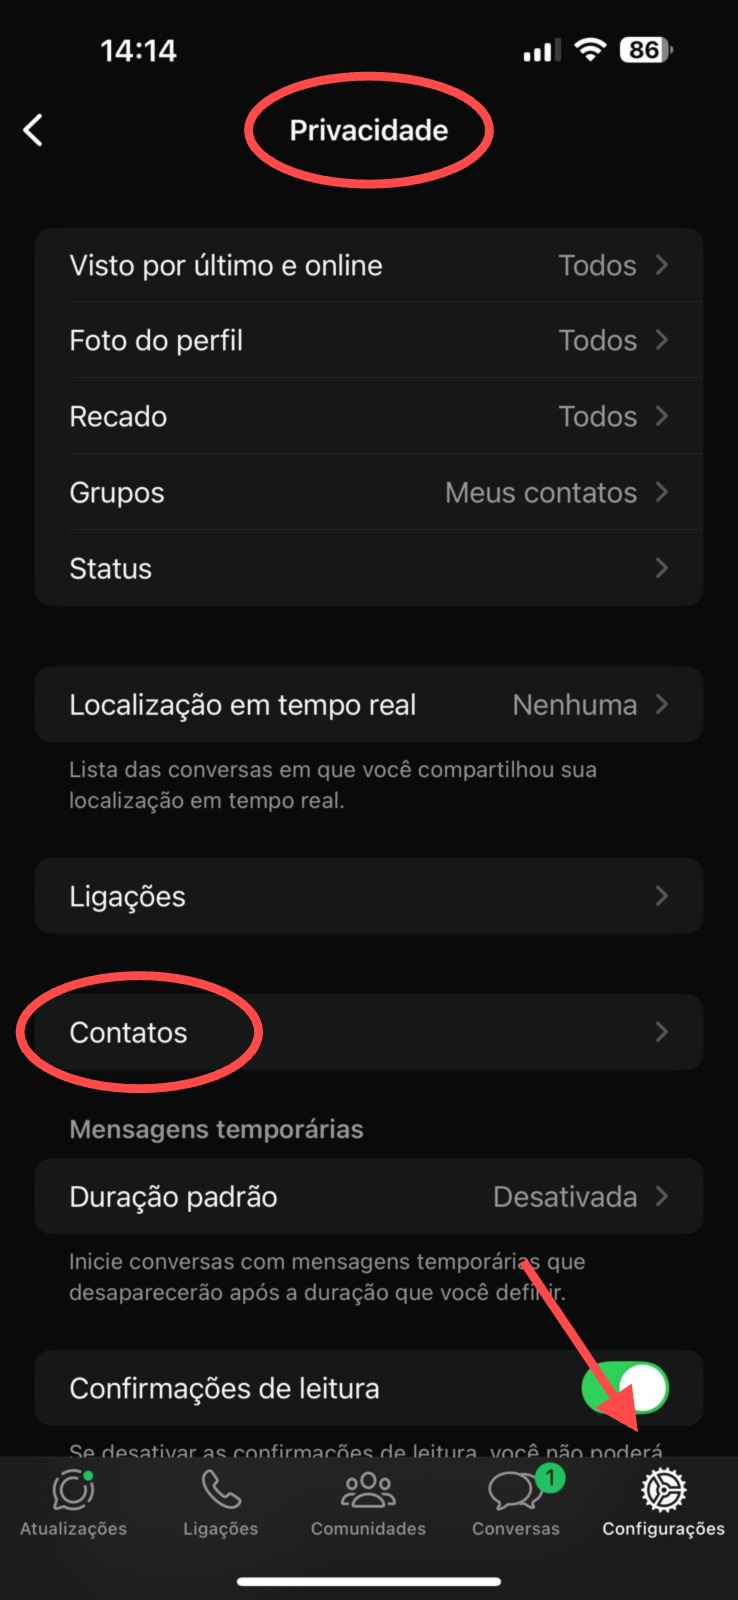 14:14
86
Privacidade
Visto por último e online Todos
Foto do perfil Todos
Recado Todos
Grupos Meus contatos
Status
Localização em tempo real Nenhuma
Lista das conversas em que você compartilhou sua
localização em tempo real.
Ligações
Contatos
Mensagens temporárias
Duração padrão Desativada
Inicie conversas com mensagens temporárias que
desaparecerão após a duração que você definir.
Confirmações de leitura
Se desativar as confirmações de leitura, você não poderá
1
Atualizações Ligações Comunidades Conversas Configurações